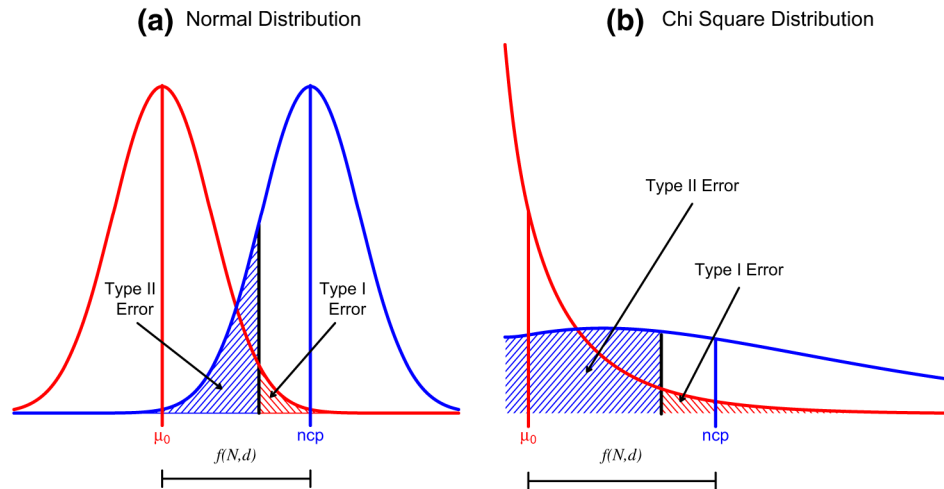 (a) Normal Distribution
Type II
Error
Type I
Error
μ₀
ncp
f(N,d)
(b) Chi Square Distribution
Type II Error
Type I Error
μ₀
ncp
f(N,d)